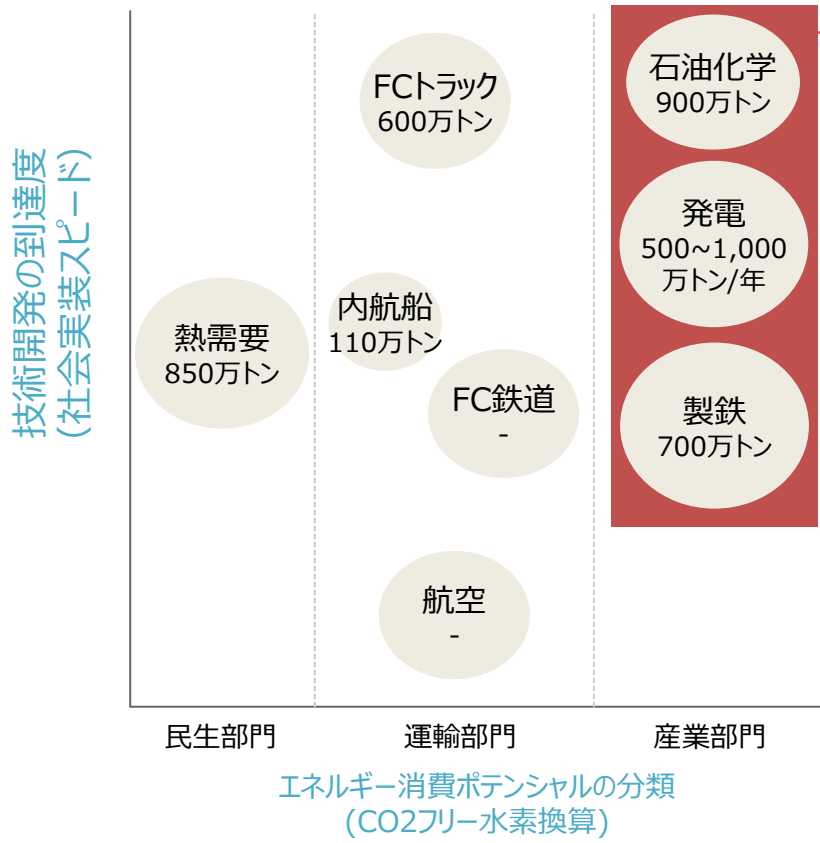 技術開発の到達度
(社会実装スピード)
FCトラック
600万トン
石油化学
900万トン
発電
500~1,000
万トン/年
熱需要
850万トン
内航船
110万トン
FC鉄道
-
製鉄
700万トン
航空
-
民生部門
運輸部門
産業部門
エネルギー消費ポテンシャルの分類
(CO2フリー水素換算)